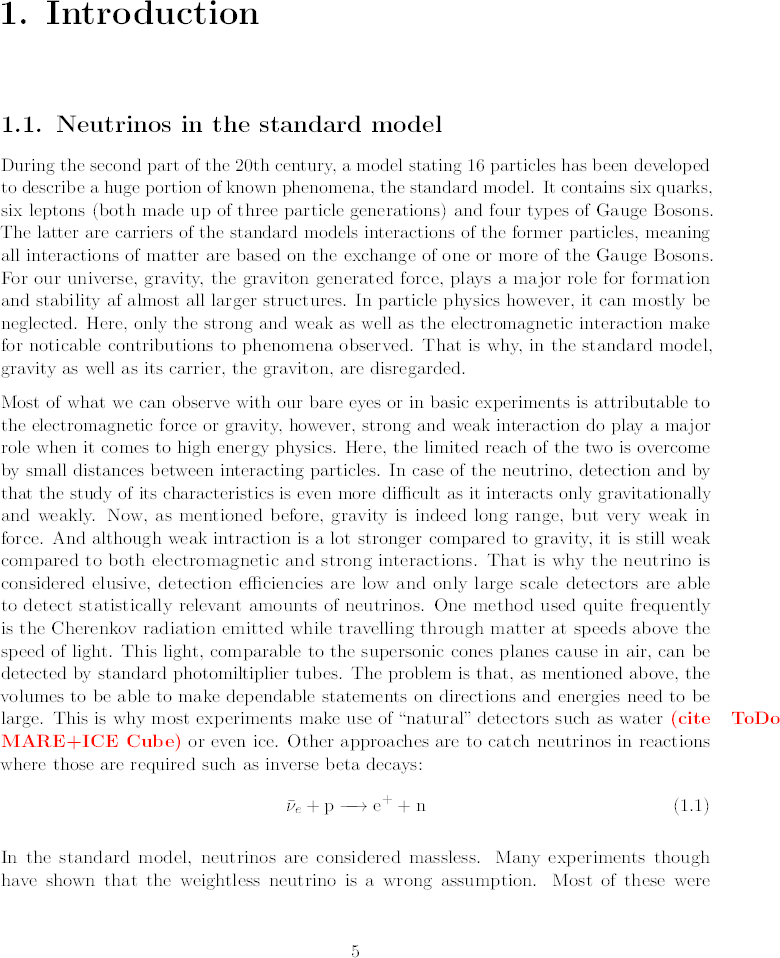 1. Introduction
1.1. Neutrinos in the standard model
During the second part of the 20th century, a model stating 16 particles has been developed
to describe a huge portion of known phenomena, the standard model. It contains six quarks,
six leptons (both made up of three particle generations) and four types of Gauge Bosons.
The latter are carriers of the standard models interactions of the former particles, meaning
all interactions of matter are based on the exchange of one or more of the Gauge Bosons.
For our universe, gravity, the graviton generated force, plays a major role for formation
and stability af almost all larger structures. In particle physics however, it can mostly be
neglected. Here, only the strong and weak as well as the electromagnetic interaction make
for noticable contributions to phenomena observed. That is why, in the standard model,
gravity as well as its carrier, the graviton, are disregarded.
Most of what we can observe with our bare eyes or in basic experiments is attributable to
the electromagnetic force or gravity, however, strong and weak interaction do play a major
role when it comes to high energy physics. Here, the limited reach of the two is overcome
by small distances between interacting particles. In case of the neutrino, detection and by
that the study of its characteristics is even more difficult as it interacts only gravitationally
and weakly. Now, as mentioned before, gravity is indeed long range, but very weak in
force. And although weak intraction is a lot stronger compared to gravity, it is still weak
compared to both electromagnetic and strong interactions. That is why the neutrino is
considered elusive, detection efficiencies are low and only large scale detectors are able
to detect statistically relevant amounts of neutrinos. One method used quite frequently
is the Cherenkov radiation emitted while travelling through matter at speeds above the
speed of light. This light, comparable to the supersonic cones planes cause in air, can be
detected by standard photomiltiplier tubes. The problem is that, as mentioned above, the
volumes to be able to make dependable statements on directions and energies need to be
large. This is why most experiments make use of “natural” detectors such as water (cite ToDo
MARE+ICE Cube) or even ice. Other approaches are to catch neutrinos in reactions
where those are required such as inverse beta decays:
ν̄ₑ + p ⟶ e⁺ + n (1.1)
In the standard model, neutrinos are considered massless. Many experiments though
have shown that the weightless neutrino is a wrong assumption. Most of these were
5